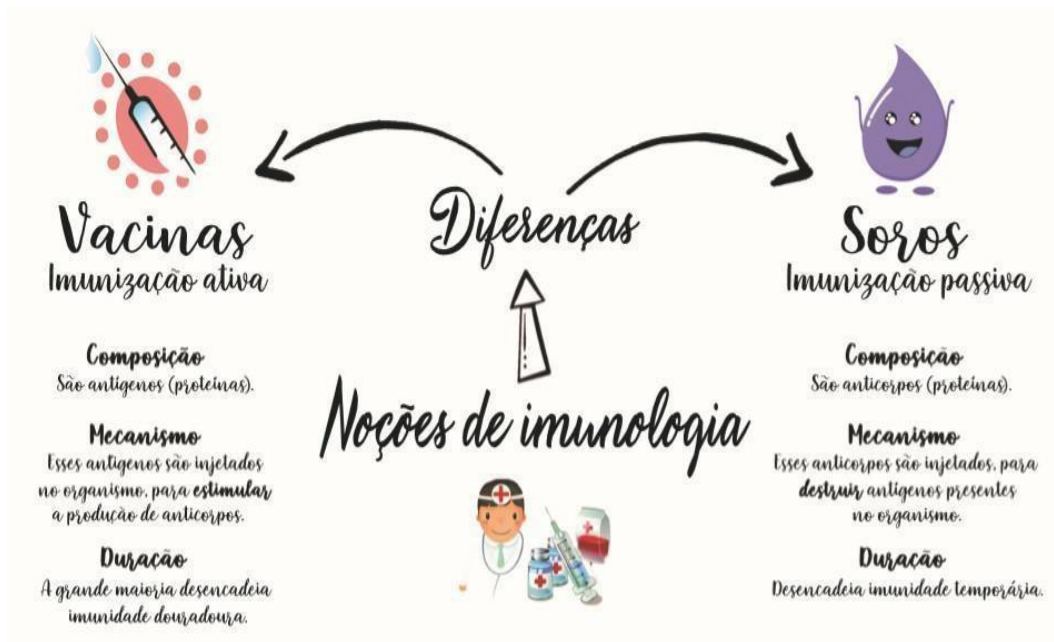 Diferenças
Noções de imunologia
Vacinas
Imunização ativa
Composição
São antígenos (proteínas).
Mecanismo
Esses antígenos são injetados
no organismo, para estimular
a produção de anticorpos.
Duração
A grande maioria desencadeia
imunidade douradoura.
Soros
Imunização passiva
Composição
São anticorpos (proteínas).
Mecanismo
Esses anticorpos são injetados, para
destruir antígenos presentes
no organismo.
Duração
Desencadeia imunidade temporária.